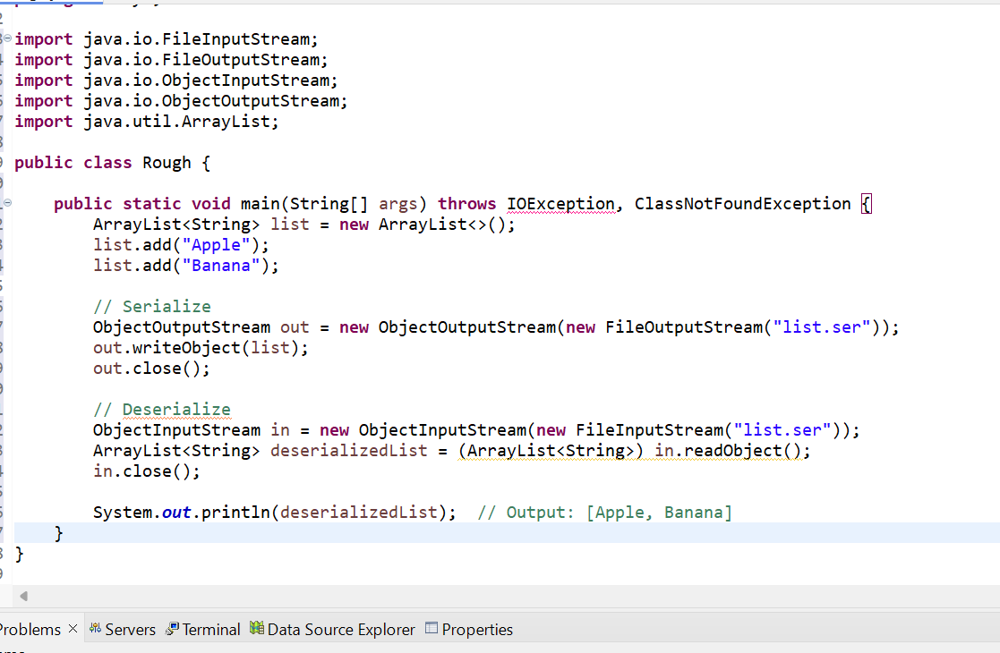 import java.io.FileInputStream;
import java.io.FileOutputStream;
import java.io.ObjectInputStream;
import java.io.ObjectOutputStream;
import java.util.ArrayList;
public class Rough {
public static void main(String[] args) throws IOException, ClassNotFoundException {
ArrayList<String> list = new ArrayList<>();
list.add("Apple");
list.add("Banana");
// Serialize
ObjectOutputStream out = new ObjectOutputStream(new FileOutputStream("list.ser"));
out.writeObject(list);
out.close();
// Deserialize
ObjectInputStream in = new ObjectInputStream(new FileInputStream("list.ser"));
ArrayList<String> deserializedList = (ArrayList<String>) in.readObject();
in.close();
System.out.println(deserializedList);  // Output: [Apple, Banana]
}
}
Problems × Servers Terminal Data Source Explorer Properties